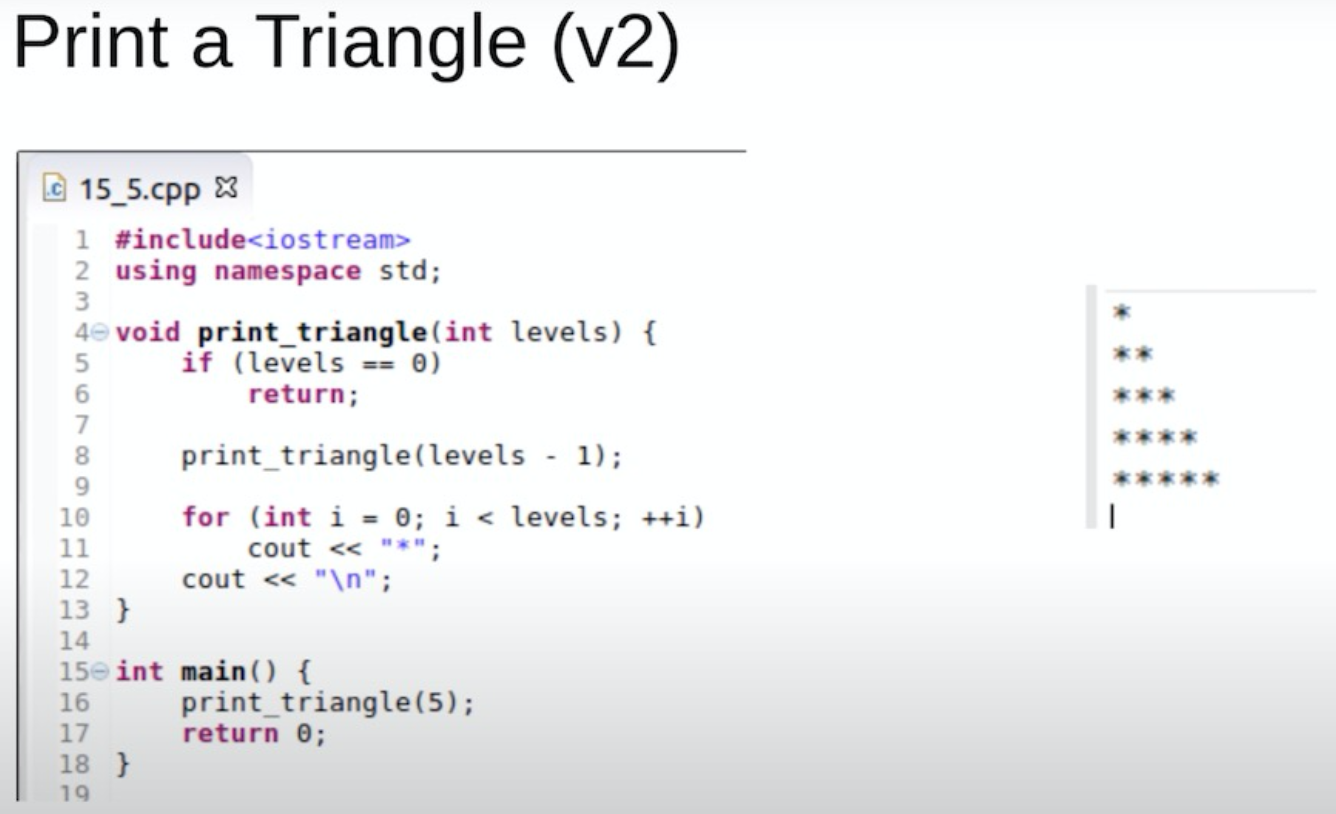 Print a Triangle (v2)
15_5.cpp
1 #include<iostream>
2 using namespace std;
3
4 void print_triangle(int levels) {
5     if (levels == 0)
6         return;
7
8     print_triangle(levels - 1);
9
10     for (int i = 0; i < levels; ++i)
11         cout << "*";
12     cout << "\n";
13 }
14
15 int main() {
16     print_triangle(5);
17     return 0;
18 }
19
*
**
***
****
*****